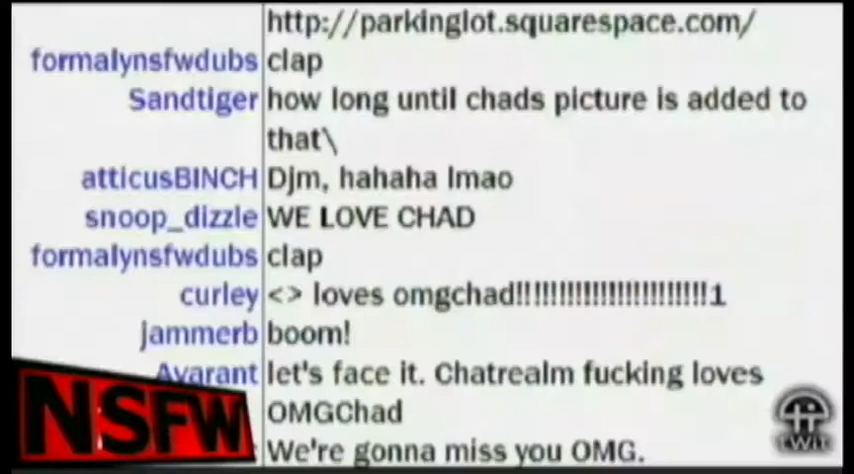 http://parkinglot.squarespace.com/
formalynsfwdubs clap
Sandtiger how long until chads picture is added to
that\
atticusBINCH Djm, hahaha lmao
snoop_dizzle WE LOVE CHAD
formalynsfwdubs clap
curley <> loves omgchad!!!!!!!!!!!!!!!!!!!!!!!!1
jammerb boom!
Avarant let's face it. Chatrealm fucking loves
OMGChad
We're gonna miss you OMG.
NSFW
TWiT